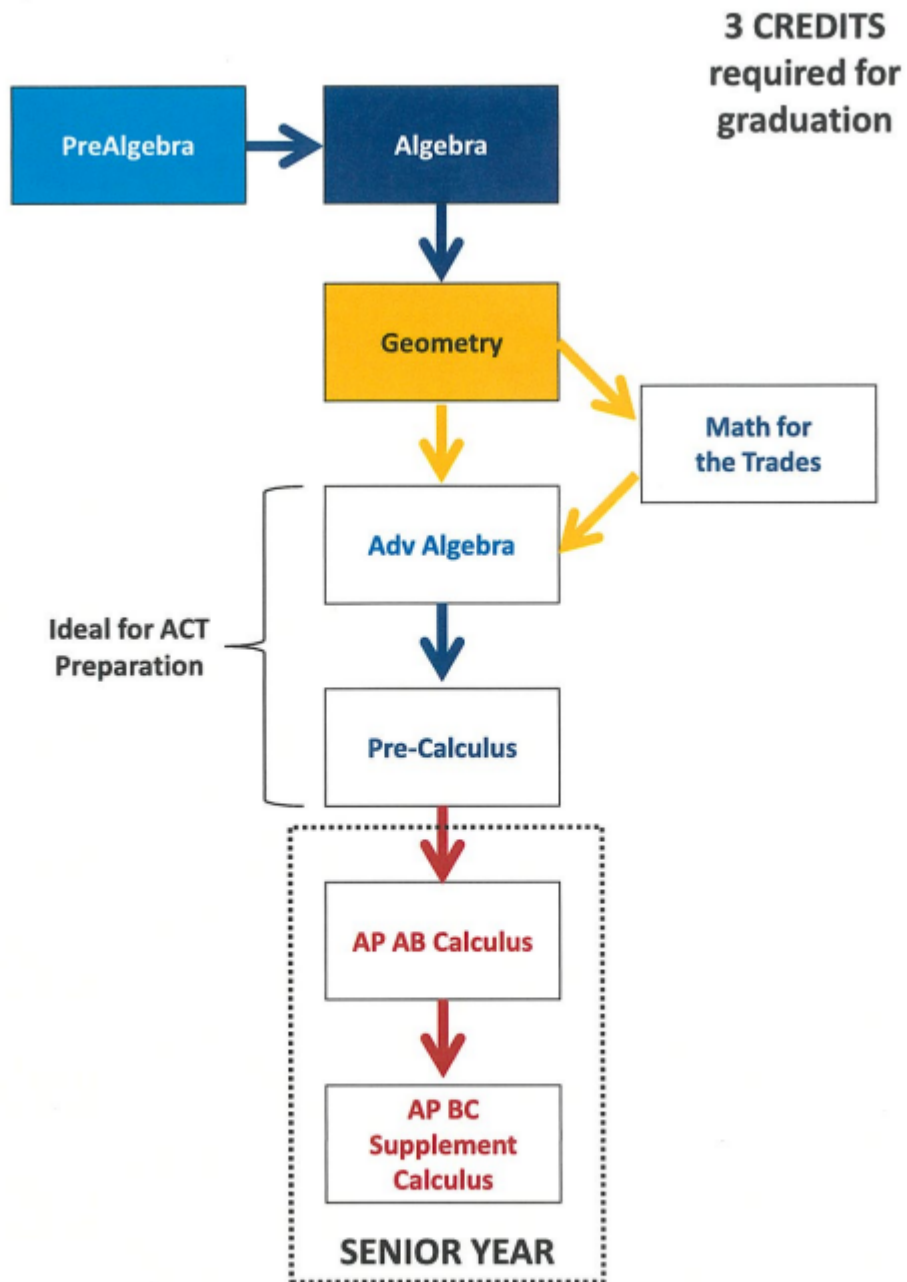 3 CREDITS
required for
graduation
PreAlgebra
Algebra
Geometry
Math for
the Trades
Adv Algebra
Ideal for ACT
Preparation
Pre-Calculus
AP AB Calculus
AP BC
Supplement
Calculus
SENIOR YEAR